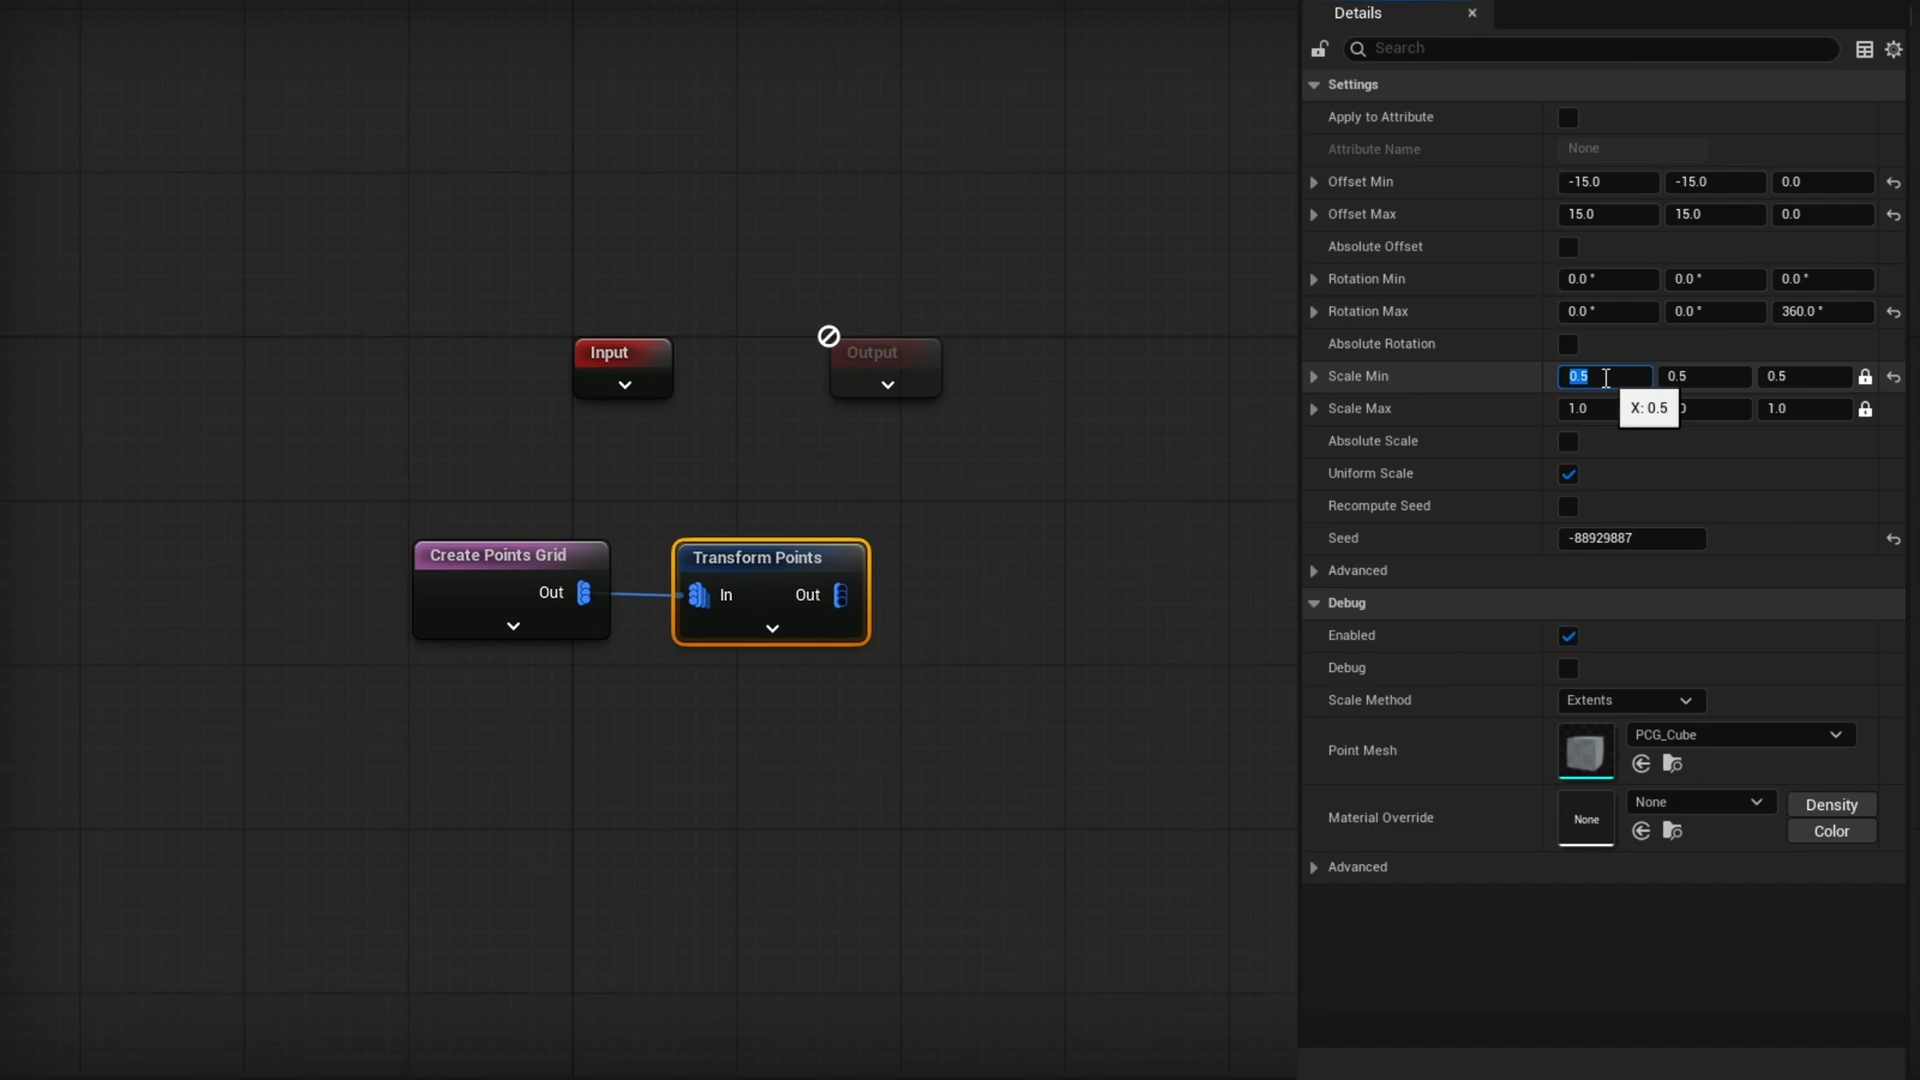 Details
Search
Settings
Apply to Attribute
Attribute Name None
Offset Min -15.0 -15.0 0.0
Offset Max 15.0 15.0 0.0
Absolute Offset
Rotation Min 0.0 ° 0.0 ° 0.0 °
Rotation Max 0.0 ° 0.0 ° 360.0 °
Absolute Rotation
Scale Min 0.5 0.5 0.5
Scale Max 1.0 1.0
X: 0.5
Absolute Scale
Uniform Scale
Recompute Seed
Seed -88929887
Advanced
Debug
Enabled
Debug
Scale Method Extents
Point Mesh PCG_Cube
Material Override None None Density
Color
Advanced
Input
Output
Create Points Grid
Out
Transform Points
In Out